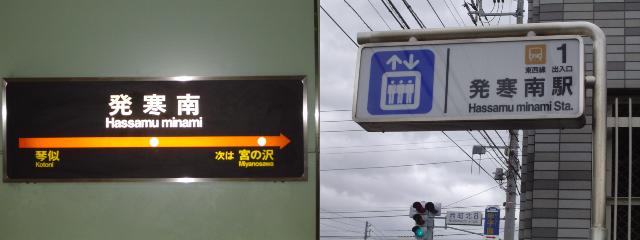 発寒南
Hassamu minami
琴似
Kotoni
次は 宮の沢
Miyanosawa
東西線
1
出入口
発寒南駅
Hassamu minami Sta.